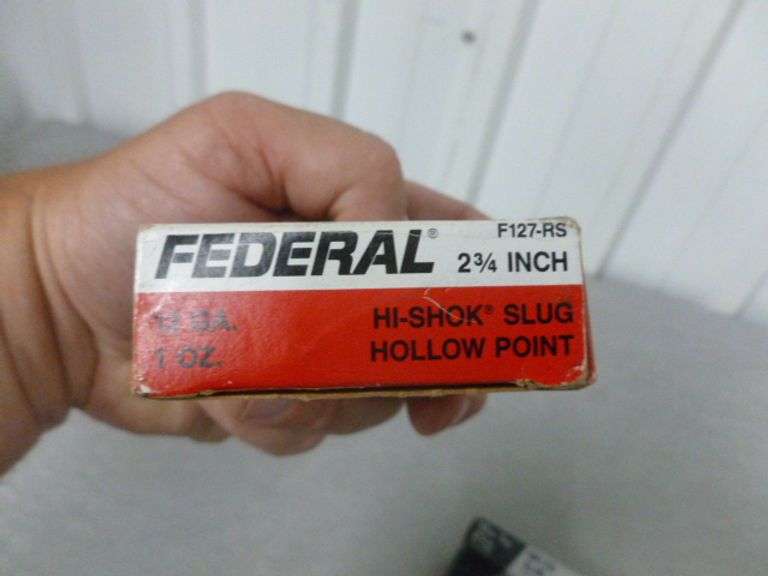 F127-RS
FEDERAL® 2¾ INCH
12 GA. HI-SHOK® SLUG
1 OZ. HOLLOW POINT